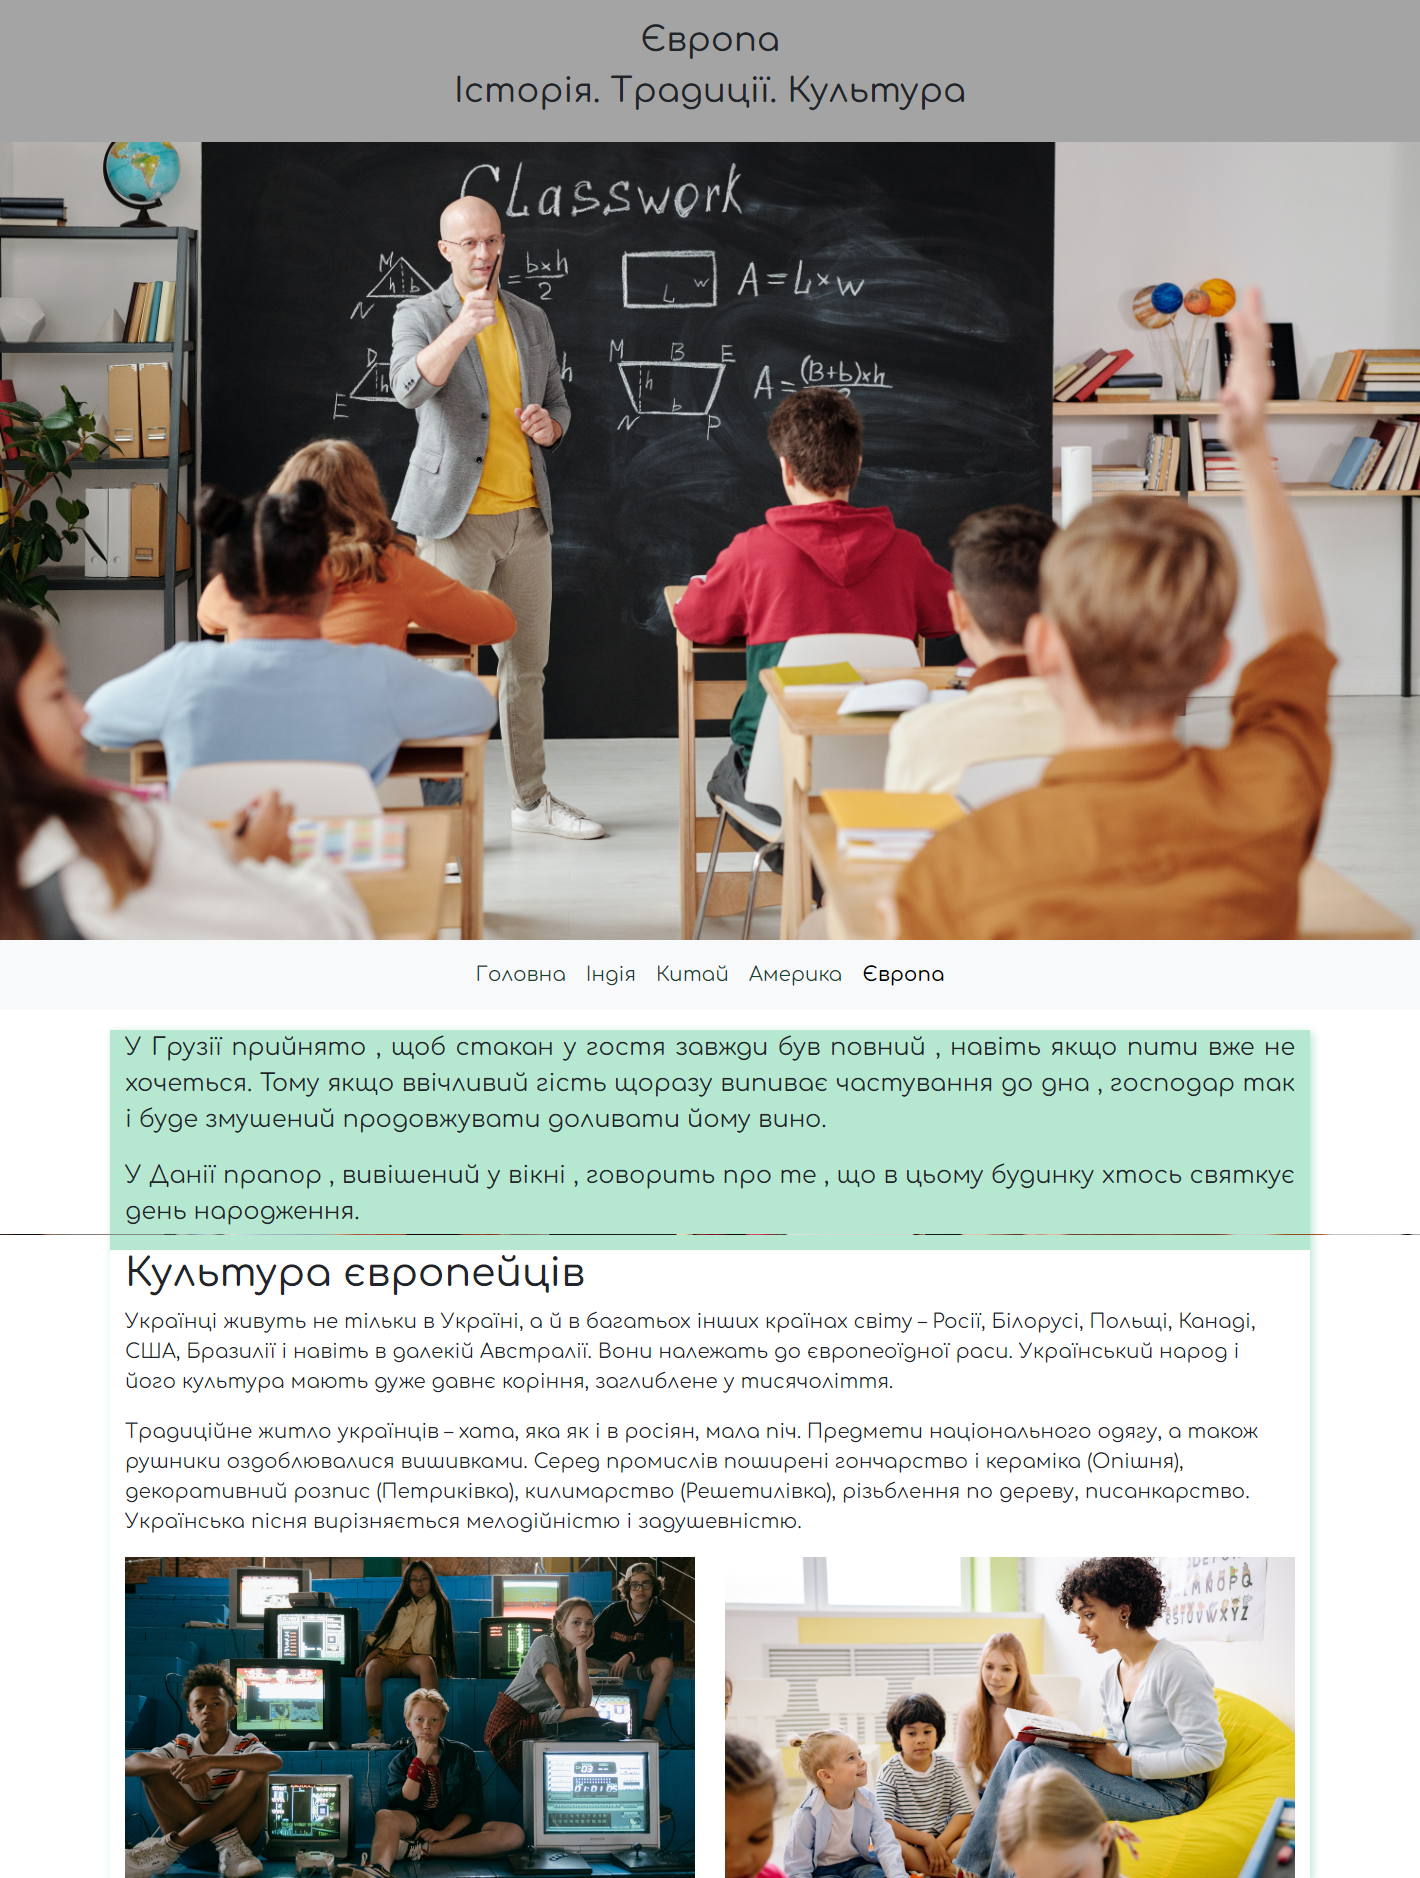 Європа
Історія. Традиції. Культура
Classwork
M
h
b
N
= bxh
2
w
L
A = L x w
D
h
E
h
M B E
h
b
N P
A = (B+b)xh
2
Головна Індія Китай Америка Європа
У Грузії прийнято , щоб стакан у гостя завжди був повний , навіть якщо пити вже не
хочеться. Тому якщо ввічливий гість щоразу випиває частування до дна , господар так
і буде змушений продовжувати доливати йому вино.
У Данії прапор , вивішений у вікні , говорить про те , що в цьому будинку хтось святкує
день народження.
Культура європейців
Українці живуть не тільки в Україні, а й в багатьох інших країнах світу – Росії, Білорусі, Польщі, Канаді,
США, Бразилії і навіть в далекій Австралії. Вони належать до європеоїдної раси. Український народ і
його культура мають дуже давнє коріння, заглиблене у тисячоліття.
Традиційне житло українців – хата, яка як і в росіян, мала піч. Предмети національного одягу, а також
рушники оздоблювалися вишивками. Серед промислів поширені гончарство і кераміка (Опішня),
декоративний розпис (Петриківка), килимарство (Решетилівка), різьблення по дереву, писанкарство.
Українська пісня вирізняється мелодійністю і задушевністю.
LMNOPQ
RSTUVWXYZ